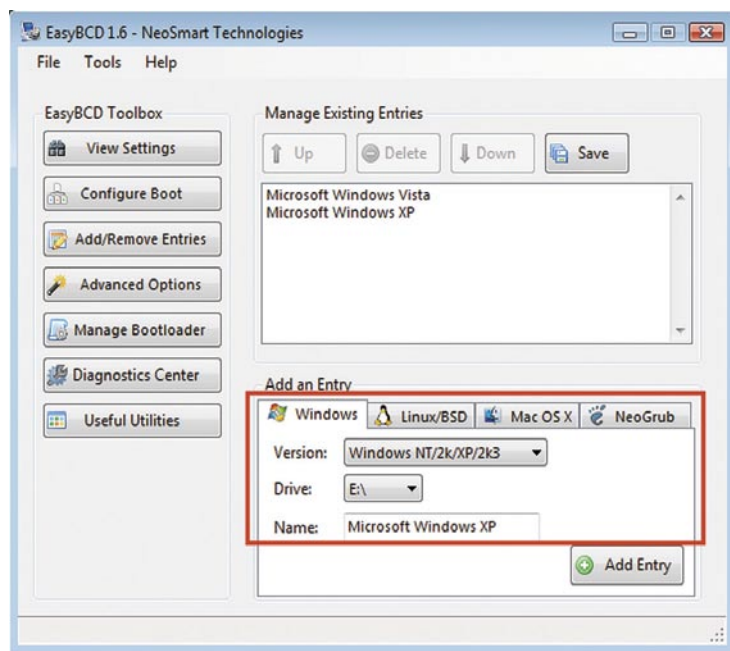 EasyBCD 1.6 - NeoSmart Technologies
File Tools Help
EasyBCD Toolbox
View Settings
Configure Boot
Add/Remove Entries
Advanced Options
Manage Bootloader
Diagnostics Center
Useful Utilities
Manage Existing Entries
Up Delete Down Save
Microsoft Windows Vista
Microsoft Windows XP
Add an Entry
Windows Linux/BSD Mac OS X NeoGrub
Version: Windows NT/2k/XP/2k3
Drive: E:\
Name: Microsoft Windows XP
Add Entry